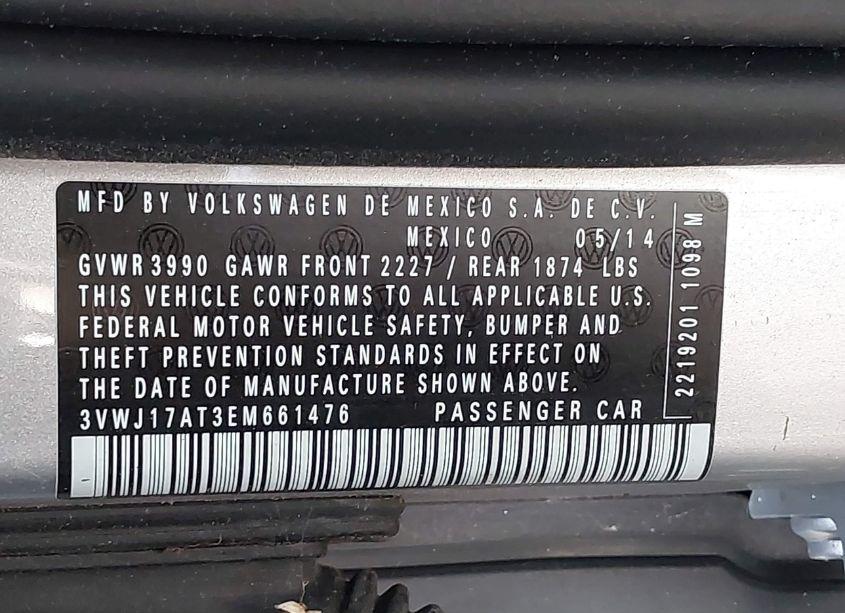 MFD BY VOLKSWAGEN DE MEXICO S.A. DE C.V.
MEXICO 05/14
GVWR 3990 GAWR FRONT 2227 / REAR 1874 LBS
THIS VEHICLE CONFORMS TO ALL APPLICABLE U.S.
FEDERAL MOTOR VEHICLE SAFETY, BUMPER AND
THEFT PREVENTION STANDARDS IN EFFECT ON
THE DATE OF MANUFACTURE SHOWN ABOVE.
3VWJ17AT3EM661476 PASSENGER CAR
2219201 1098 M